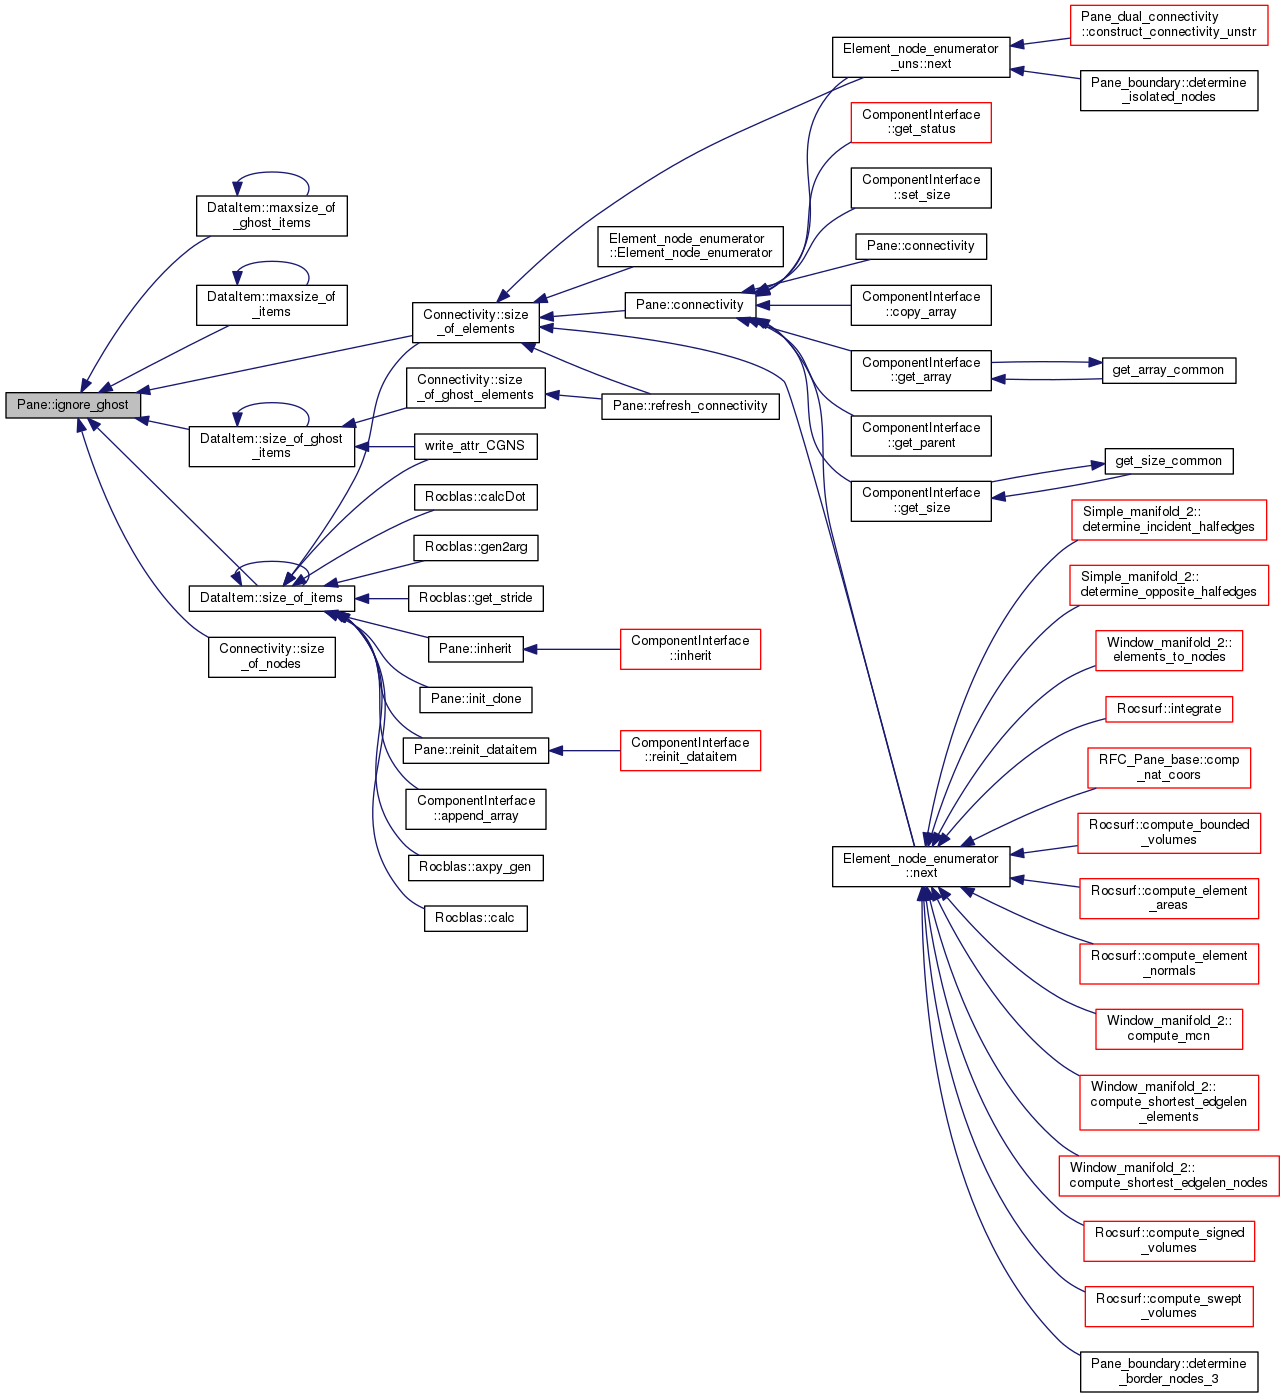 Pane::ignore_ghost
DataItem::maxsize_of
_ghost_items
DataItem::maxsize_of
_items
Connectivity::size
_of_elements
DataItem::size_of_ghost
_items
DataItem::size_of_items
Connectivity::size
_of_nodes
Element_node_enumerator
::Element_node_enumerator
Pane::connectivity
Connectivity::size
_of_ghost_elements
Pane::refresh_connectivity
write_attr_CGNS
Rocblas::calcDot
Rocblas::gen2arg
Rocblas::get_stride
Pane::inherit
ComponentInterface
::inherit
Pane::init_done
Pane::reinit_dataitem
ComponentInterface
::reinit_dataitem
ComponentInterface
::append_array
Rocblas::axpy_gen
Rocblas::calc
Element_node_enumerator
_uns::next
Pane_dual_connectivity
::construct_connectivity_unstr
Pane_boundary::determine
_isolated_nodes
ComponentInterface
::get_status
ComponentInterface
::set_size
Pane::connectivity
ComponentInterface
::copy_array
ComponentInterface
::get_array
get_array_common
ComponentInterface
::get_parent
ComponentInterface
::get_size
get_size_common
Element_node_enumerator
::next
Simple_manifold_2::
determine_incident_halfedges
Simple_manifold_2::
determine_opposite_halfedges
Window_manifold_2::
elements_to_nodes
Rocsurf::integrate
RFC_Pane_base::comp
_nat_coors
Rocsurf::compute_bounded
_volumes
Rocsurf::compute_element
_areas
Rocsurf::compute_element
_normals
Window_manifold_2::
compute_mcn
Window_manifold_2::
compute_shortest_edgelen
_elements
Window_manifold_2::
compute_shortest_edgelen_nodes
Rocsurf::compute_signed
_volumes
Rocsurf::compute_swept
_volumes
Pane_boundary::determine
_border_nodes_3